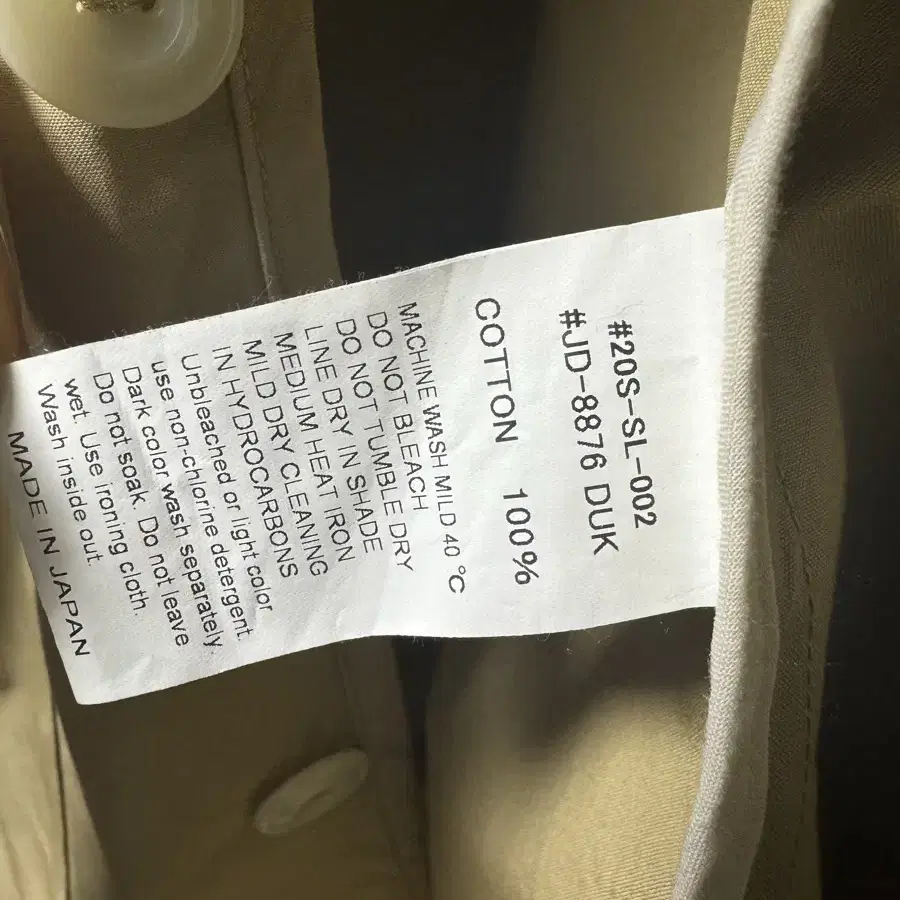 #20S-SL-002
#JD-8876 DUK
COTTON 100%
MACHINE WASH MILD 40 °C
DO NOT BLEACH
DO NOT TUMBLE DRY
LINE DRY IN SHADE
MEDIUM HEAT IRON
MILD DRY CLEANING
IN HYDROCARBONS
Unbleached or light color
use non-chlorine detergent.
Dark color wash separately.
Do not soak. Do not leave
wet. Use ironing cloth.
Wash inside out.
MADE IN JAPAN